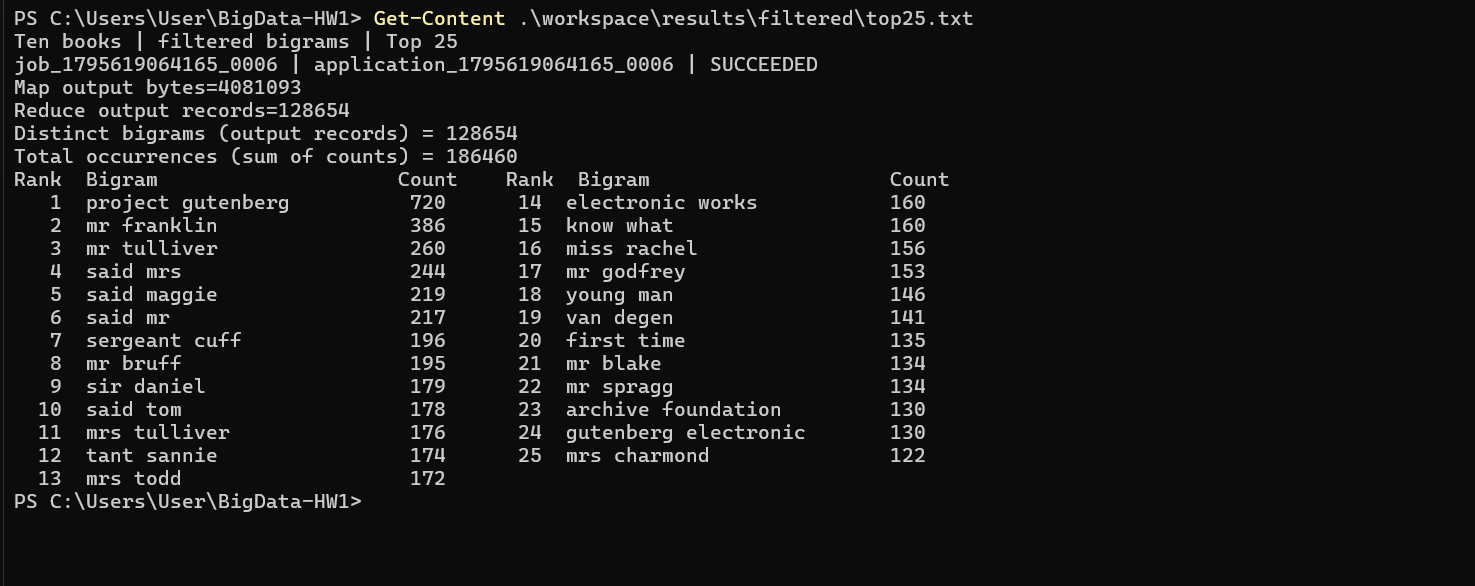 PS C:\Users\User\BigData-HW1> Get-Content .\workspace\results\filtered\top25.txt
Ten books | filtered bigrams | Top 25
job_1795619064165_0006 | application_1795619064165_0006 | SUCCEEDED
Map output bytes=4081093
Reduce output records=128654
Distinct bigrams (output records) = 128654
Total occurrences (sum of counts) = 186460
Rank  Bigram                    Count    Rank  Bigram                    Count
   1  project gutenberg          720      14  electronic works           160
   2  mr franklin                386      15  know what                  160
   3  mr tulliver                260      16  miss rachel                156
   4  said mrs                   244      17  mr godfrey                 153
   5  said maggie                219      18  young man                  146
   6  said mr                    217      19  van degen                  141
   7  sergeant cuff              196      20  first time                 135
   8  mr bruff                   195      21  mr blake                   134
   9  sir daniel                 179      22  mr spragg                  134
  10  said tom                   178      23  archive foundation         130
  11  mrs tulliver               176      24  gutenberg electronic       130
  12  tant sannie                174      25  mrs charmond               122
  13  mrs todd                   172
PS C:\Users\User\BigData-HW1>